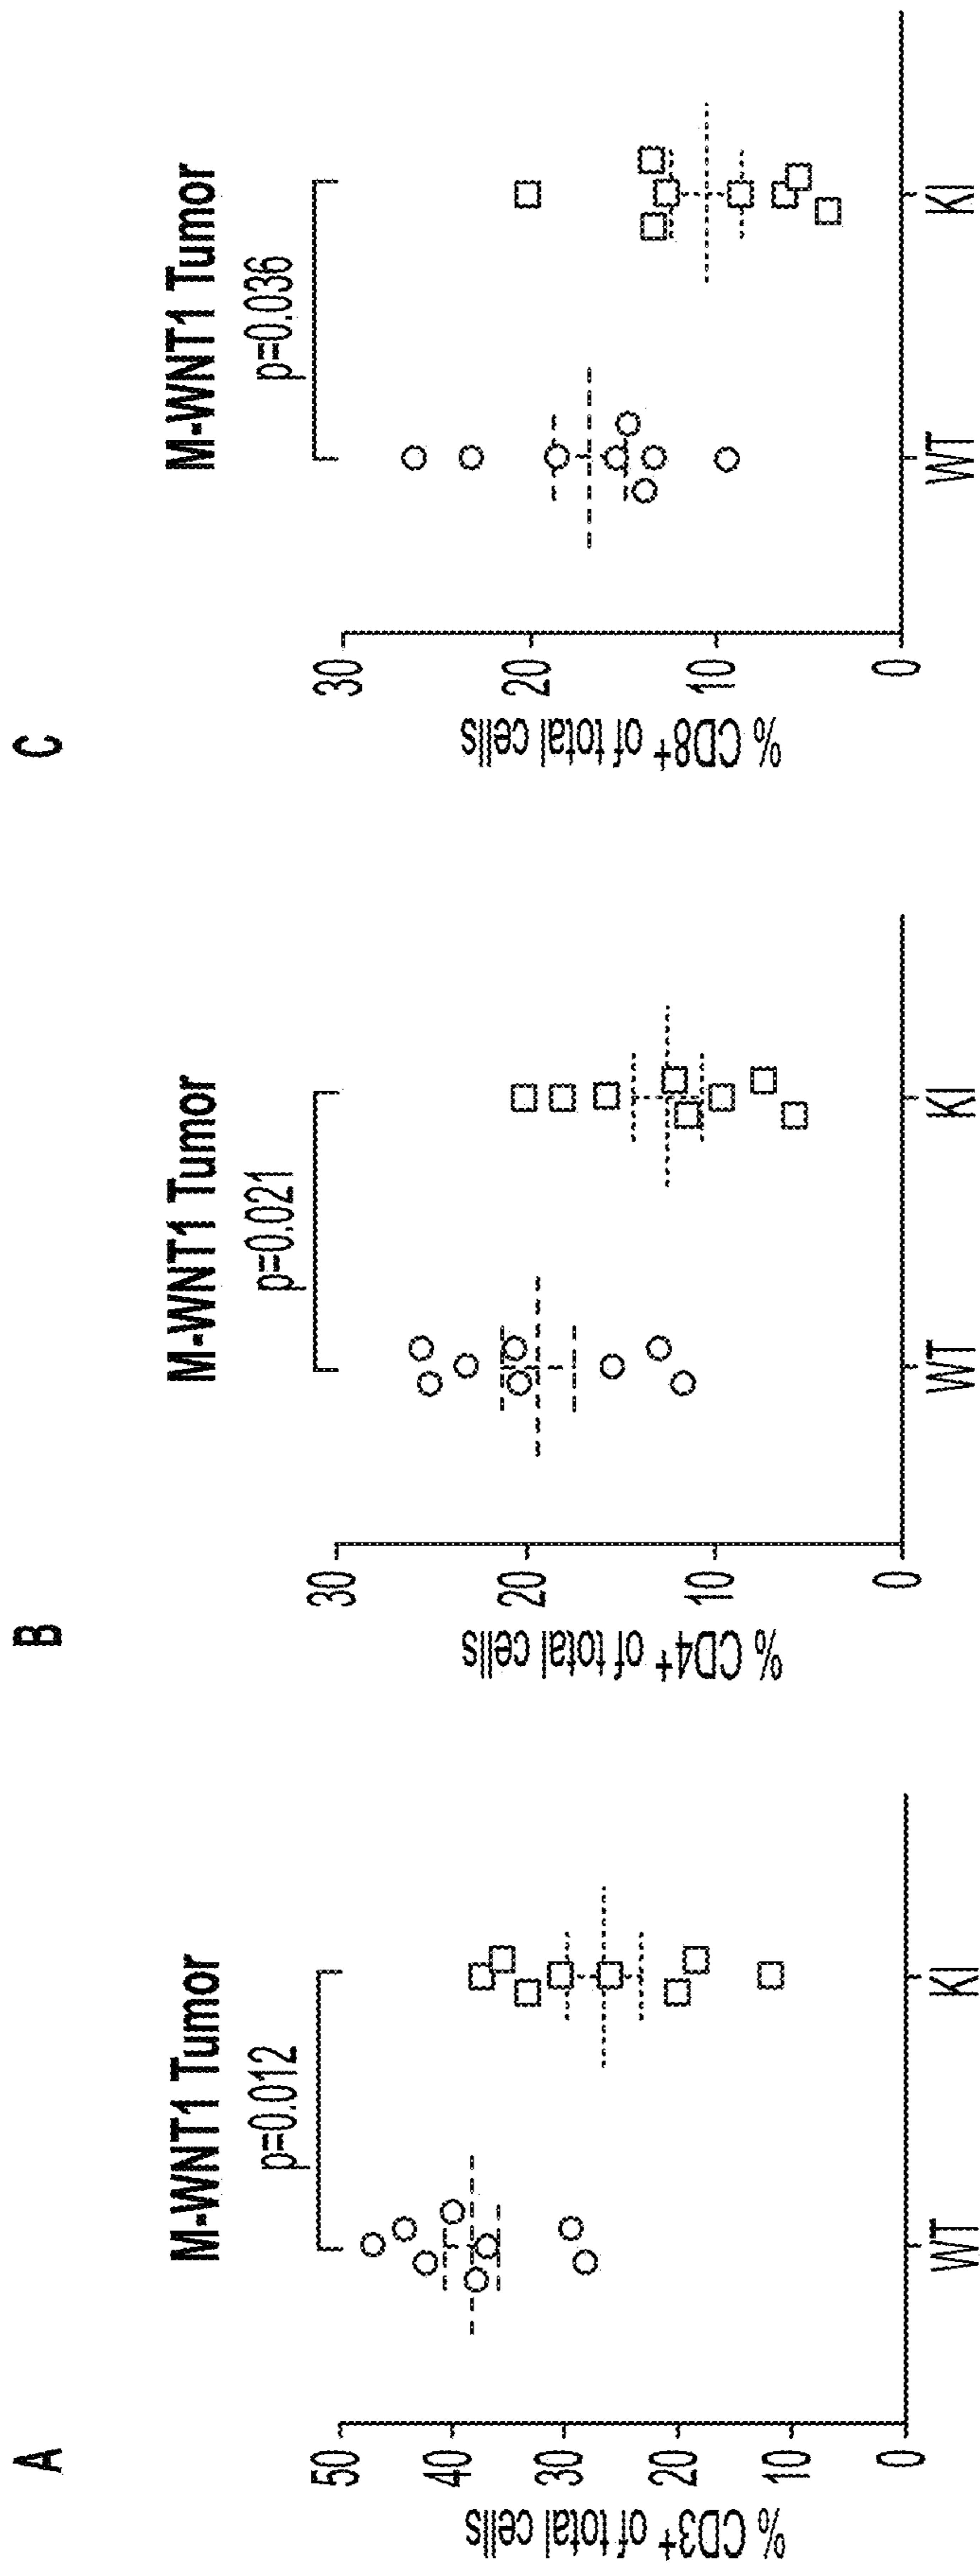 A
M-WNT1 Tumor
p=0.012
% CD3+ of total cells
50
40
30
20
10
0
WT
KI
B
M-WNT1 Tumor
p=0.021
% CD4+ of total cells
30
20
10
0
WT
KI
C
M-WNT1 Tumor
p=0.036
% CD8+ of total cells
30
20
10
0
WT
KI